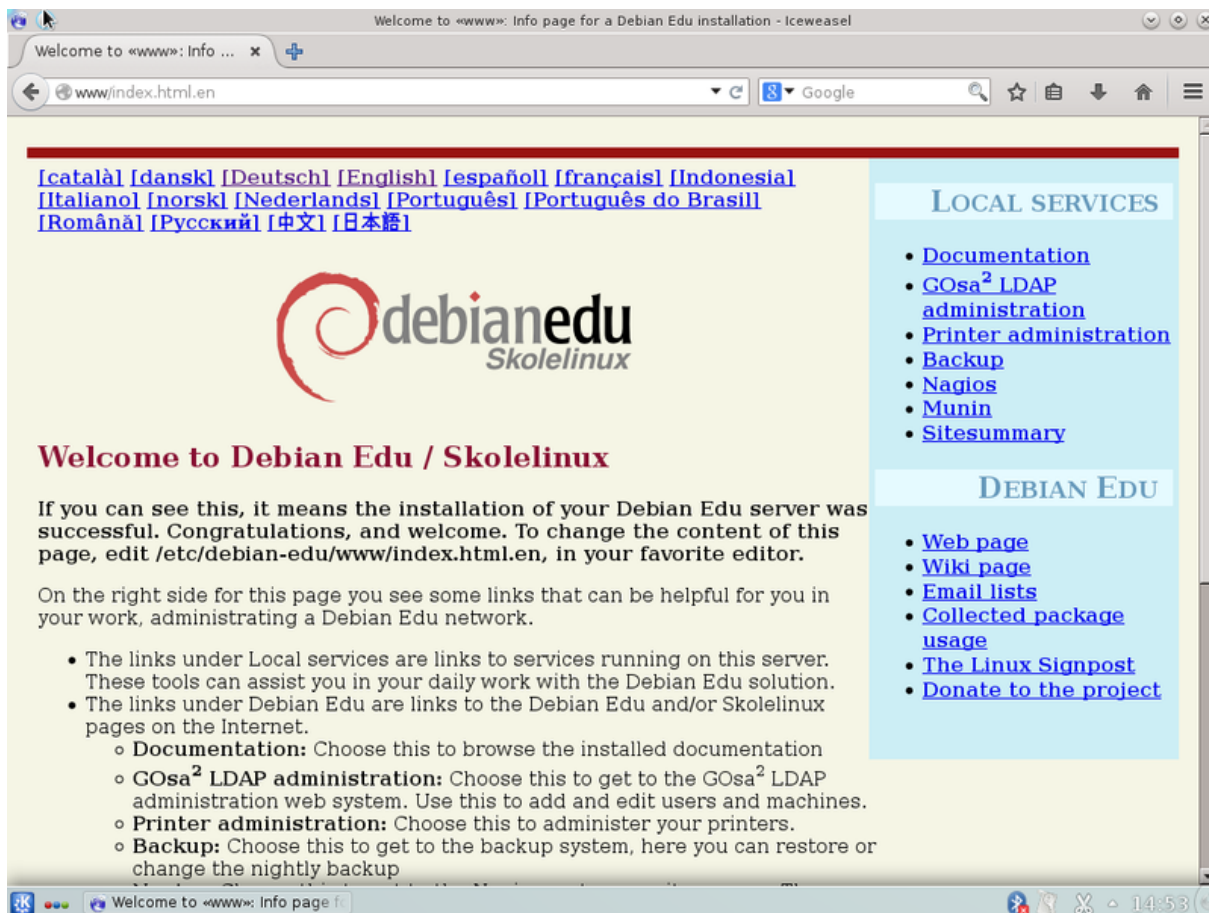 Welcome to «www»: Info page for a Debian Edu installation - Iceweasel
Welcome to «www»: Info ...
www/index.html.en
Google
[català] [dansk] [Deutsch] [English] [español] [français] [Indonesia]
[Italiano] [norsk] [Nederlands] [Português] [Português do Brasil]
[Română] [Русский] [中文] [日本語]
debianedu
Skolelinux
Welcome to Debian Edu / Skolelinux
If you can see this, it means the installation of your Debian Edu server was
successful. Congratulations, and welcome. To change the content of this
page, edit /etc/debian-edu/www/index.html.en, in your favorite editor.
On the right side for this page you see some links that can be helpful for you in
your work, administrating a Debian Edu network.
The links under Local services are links to services running on this server.
These tools can assist you in your daily work with the Debian Edu solution.
The links under Debian Edu are links to the Debian Edu and/or Skolelinux
pages on the Internet.
Documentation: Choose this to browse the installed documentation
GOsa² LDAP administration: Choose this to get to the GOsa² LDAP
administration web system. Use this to add and edit users and machines.
Printer administration: Choose this to administer your printers.
Backup: Choose this to get to the backup system, here you can restore or
change the nightly backup
LOCAL SERVICES
Documentation
GOsa² LDAP
administration
Printer administration
Backup
Nagios
Munin
Sitesummary
DEBIAN EDU
Web page
Wiki page
Email lists
Collected package
usage
The Linux Signpost
Donate to the project
Welcome to «www»: Info page
14:53